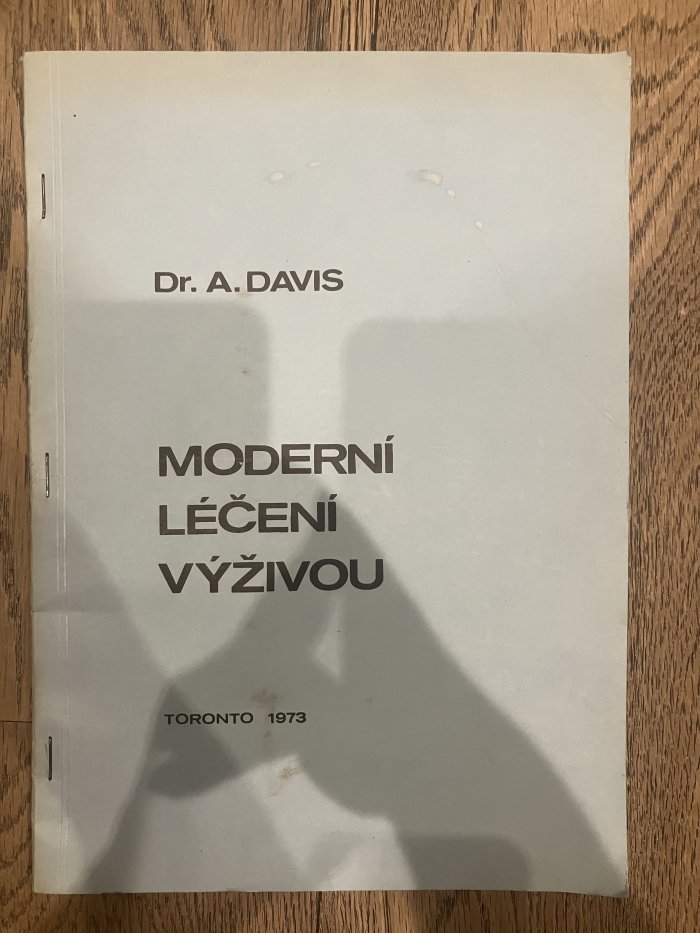 Dr. A. DAVIS
MODERNÍ
LÉČENÍ
VÝŽIVOU
TORONTO 1973